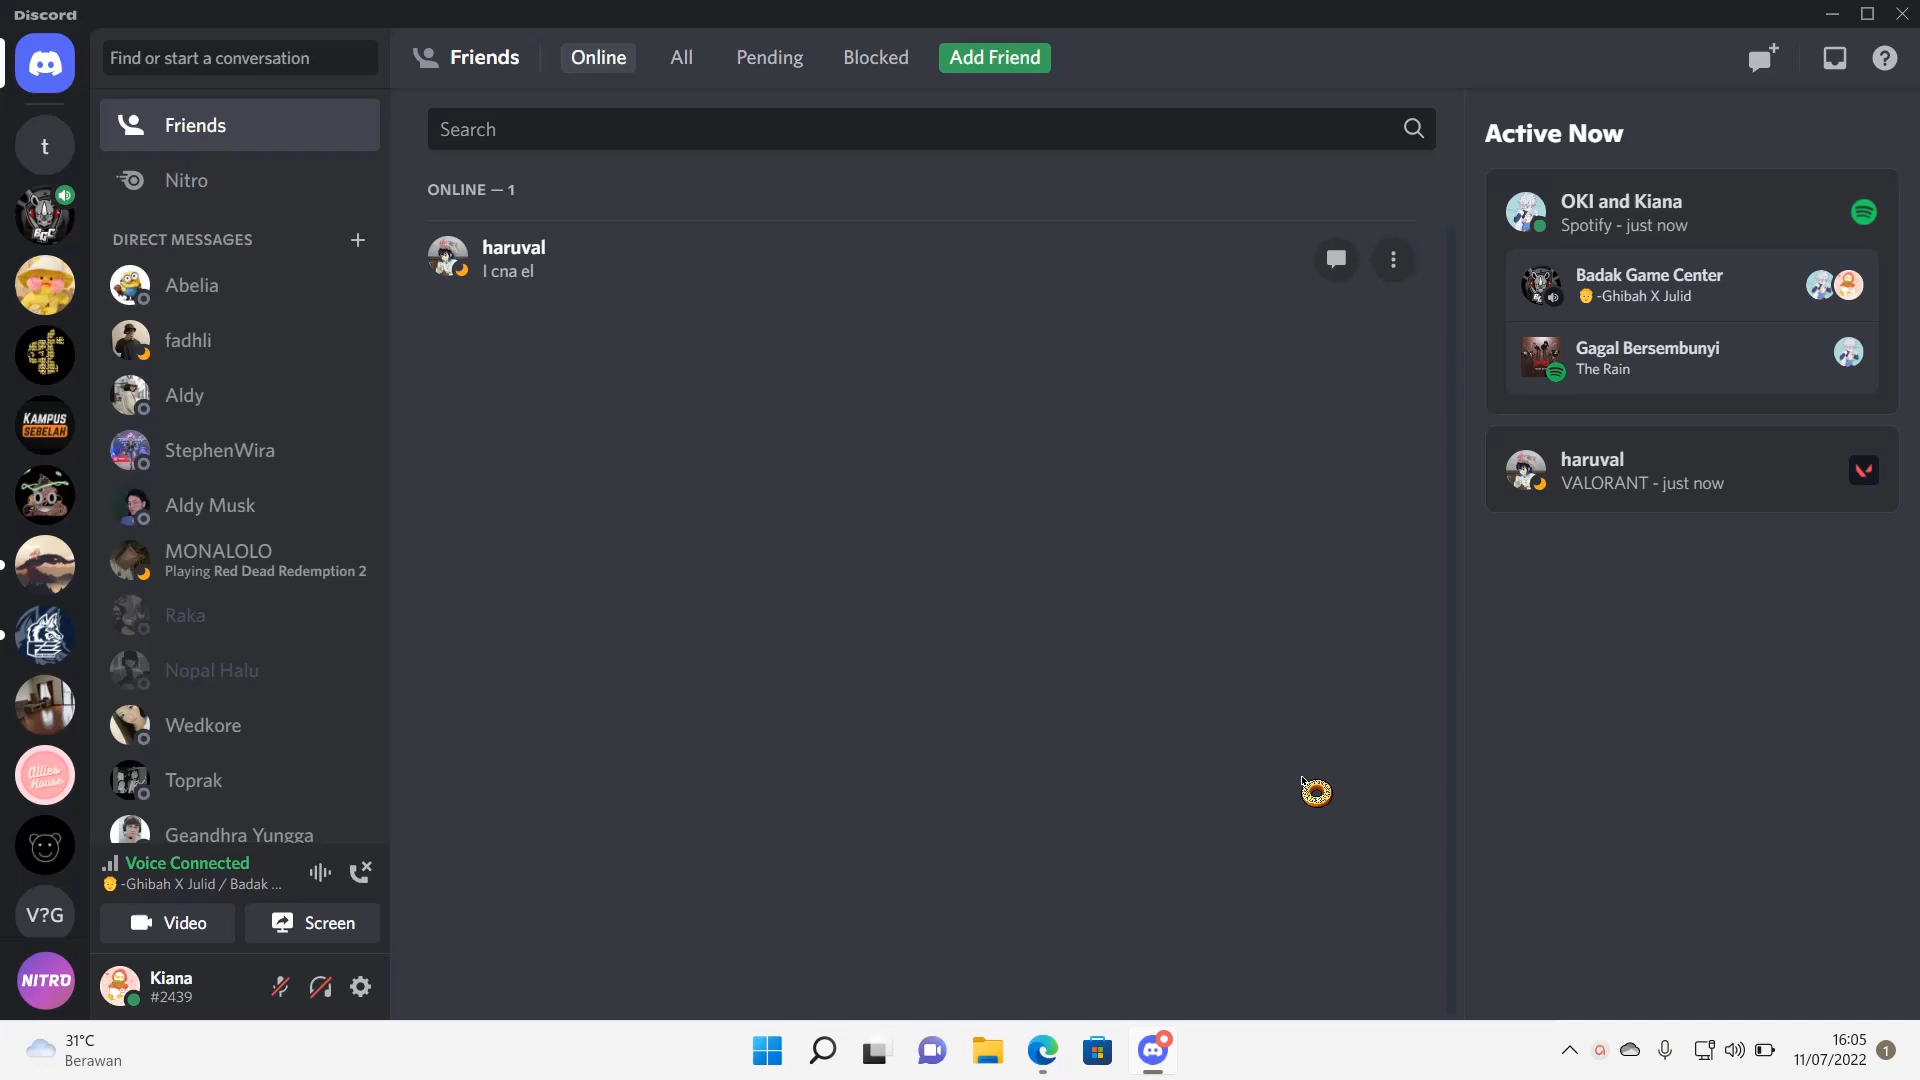 Discord
Find or start a conversation
Friends
Online
All
Pending
Blocked
Add Friend
t
KAMPUS
SEBELAH
Allies
House
V?G
NITRO
Friends
Nitro
DIRECT MESSAGES
Abelia
fadhli
Aldy
StephenWira
Aldy Musk
MONALOLO
Playing Red Dead Redemption 2
Raka
Nopal Halu
Wedkore
Toprak
Geandhra Yungga
Voice Connected
-Ghibah X Julid / Badak ...
Video
Screen
Kiana
#2439
Search
ONLINE — 1
haruval
I cna el
Active Now
OKI and Kiana
Spotify - just now
Badak Game Center
-Ghibah X Julid
Gagal Bersembunyi
The Rain
haruval
VALORANT - just now
31°C
Berawan
16:05
11/07/2022
1